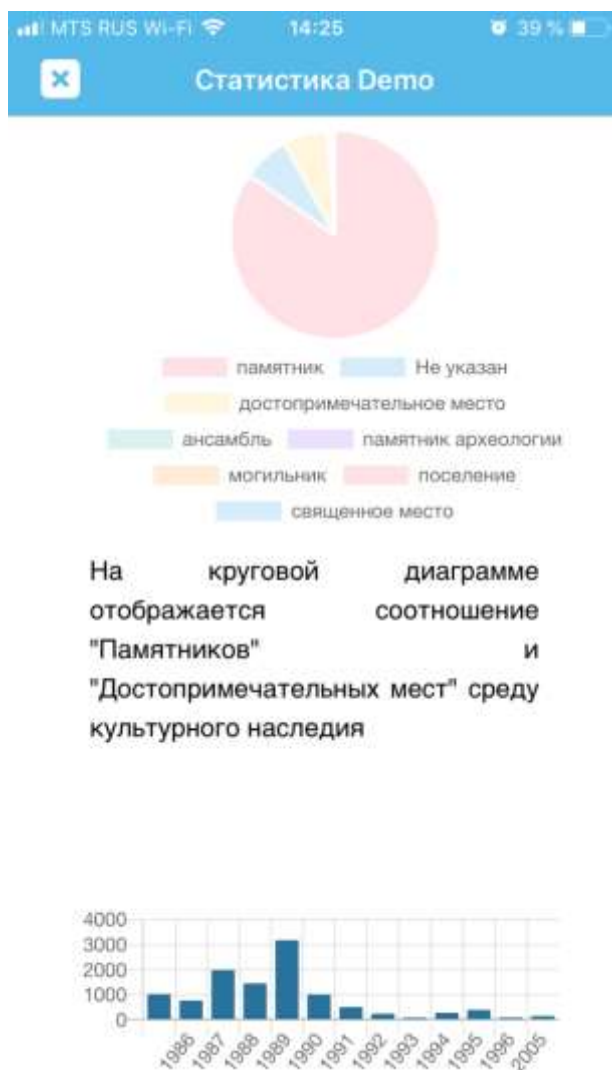 MTS RUS Wi-Fi 14:25 39 %
Статистика Demo
памятник Не указан
достопримечательное место
ансамбль памятник археологии
могильник поселение
священное место
На круговой диаграмме
отображается соотношение
"Памятников" и
"Достопримечательных мест" среду
культурного наследия
4000
3000
2000
1000
0
1986 1987 1988 1989 1990 1991 1992 1993 1994 1995 1996 2005